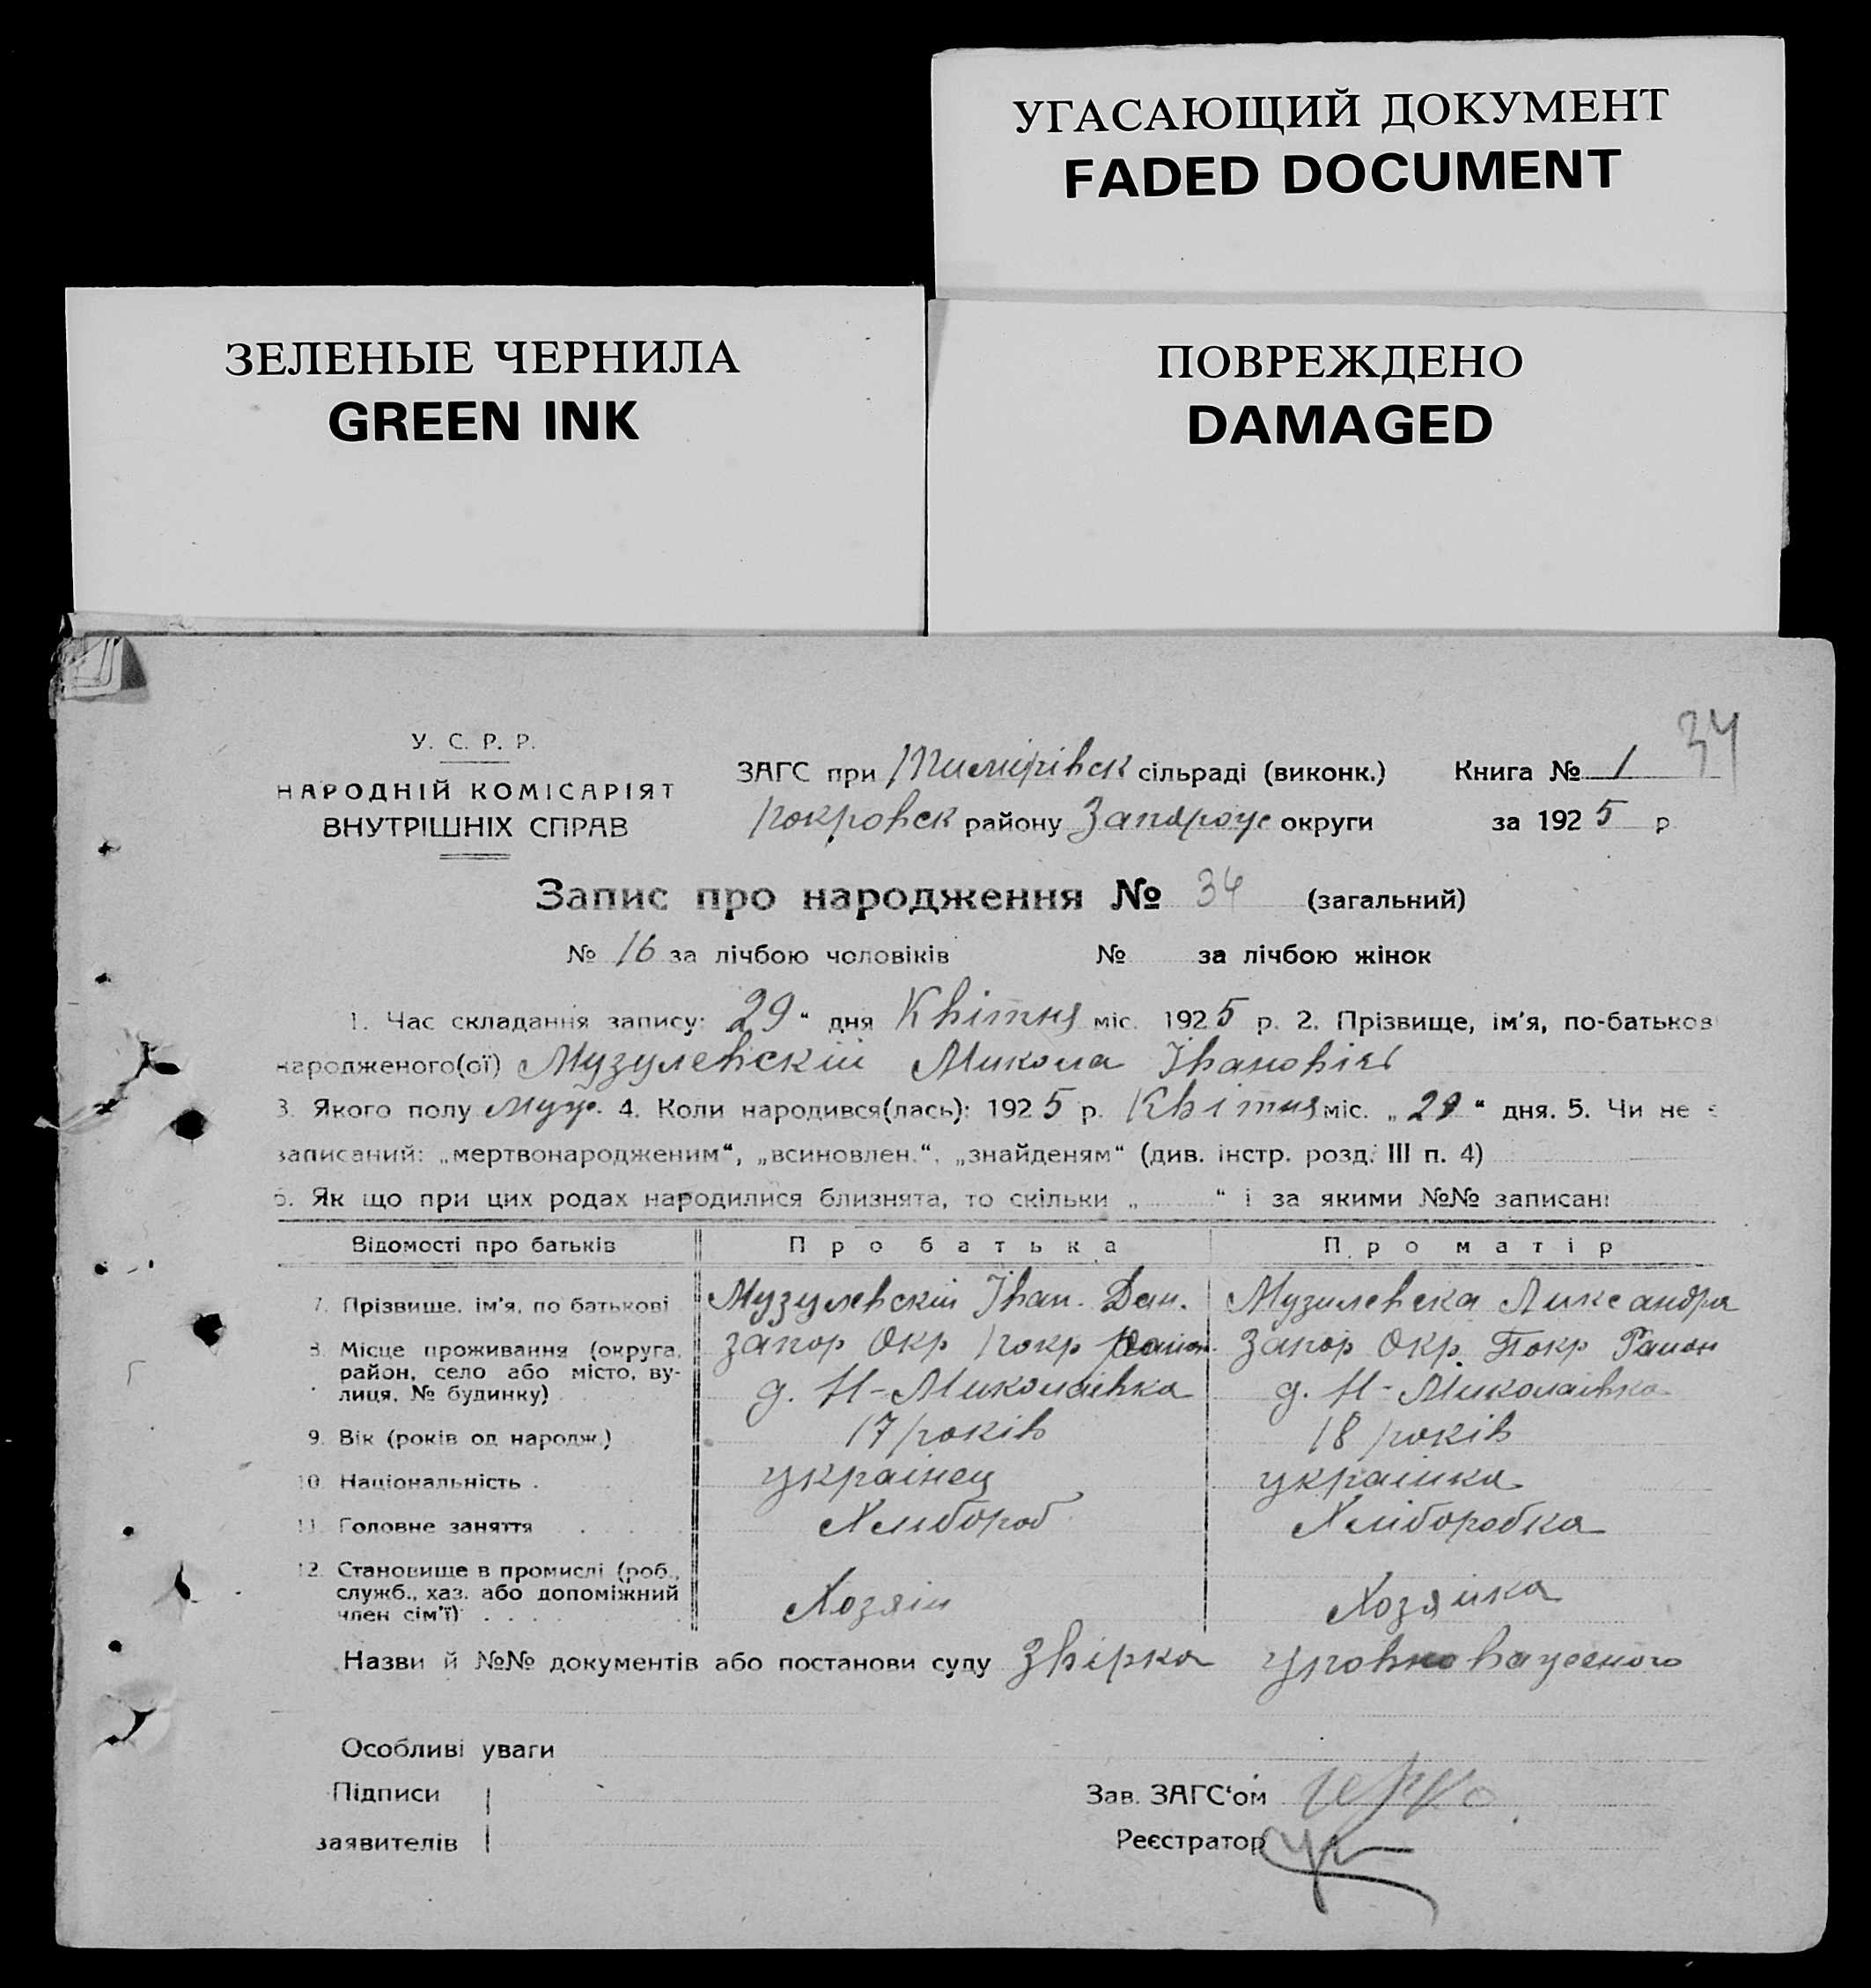 УГАСАЮЩИЙ ДОКУМЕНТ
FADED DOCUMENT
ЗЕЛЕНЫЕ ЧЕРНИЛА
GREEN INK
ПОВРЕЖДЕНО
DAMAGED
34
У. С. Р. Р.
НАРОДНІЙ КОМІСАРІЯТ
ВНУТРІШНІХ СПРАВ
ЗАГС при сільраді (виконк.) Книга № 1
Покровск району округи за 1925 р
Запис про народження № 34 (загальний)
№ 16 за лічбою чоловіків № за лічбою жінок
1. Час складання запису: 29 “ дня Квітня міс. 1925 р. 2. Прізвище, ім’я, по-батьков
народженого(ої) Музулевскій Микола Іванович
3. Якого полу муж. 4. Коли народився(лась): 1925 р. Квітня міс. „ “ дня. 5. Чи не є
записаний: „мертвонародженим“, „всиновлен.“, „знайденям“ (див. інстр. розд. III п. 4)
6. Як що при цих родах народилися близнята, то скільки „ “ і за якими №№ записані
Відомості про батьків Про батька Про матір
7. Прізвище, ім’я, по батькові Музулевскій Іван. Дан. Музилевска Александра
8. Місце проживання (округа, запор Окр Покр Район Запор Окр. Покр Район
район, село або місто, ву-
лиця, № будинку) д. Н-Миколаівка д. Н-Миколаівка
9. Вік (років од народж.) 17 років 18 років
10. Національність . українец українка
11. Головне заняття . . . . Хлибороб Хліборобка
12. Становище в промислі (роб.,
служб., хаз. або допоміжний
член сім’ї) . . . . . Хозяін Хозяйка
Назви й №№ документів або постанови суду Звірка
Особливі уваги
Підписи
заявителів
Зав. ЗАГС‘ом
Реєстратор